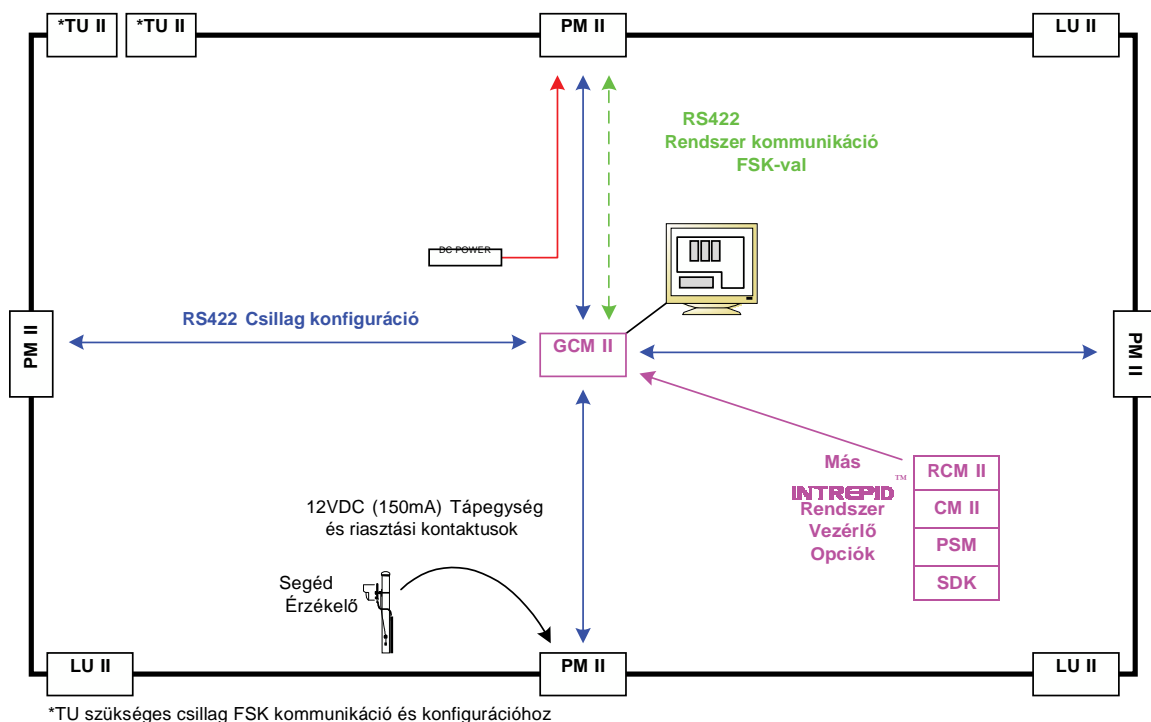 *TU II
*TU II
PM II
LU II
RS422
Rendszer kommunikáció
FSK-val
DC POWER
RS422 Csillag konfiguráció
GCM II
PM II
PM II
Más
INTREPID™
Rendszer
Vezérlő
Opciók
RCM II
CM II
PSM
SDK
12VDC (150mA) Tápegység
és riasztási kontaktusok
Segéd
Érzékelő
LU II
PM II
LU II
*TU szükséges csillag FSK kommunikáció és konfigurációhoz